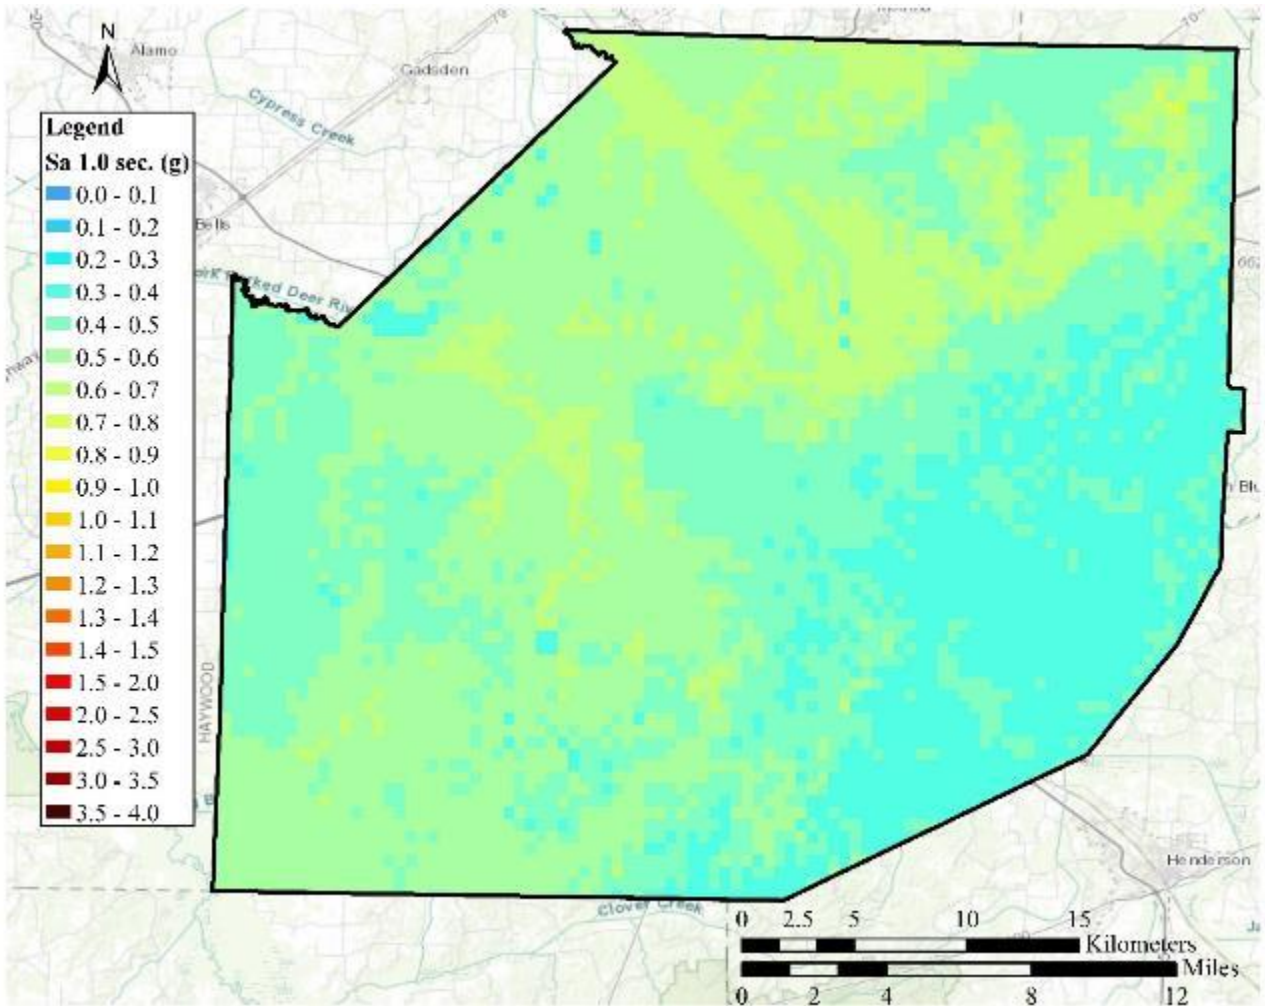 N
Alamo
Gadsden
Cypress Creek
Legend
Sa 1.0 sec. (g)
0.0 - 0.1
0.1 - 0.2
0.2 - 0.3
0.3 - 0.4
0.4 - 0.5
0.5 - 0.6
0.6 - 0.7
0.7 - 0.8
0.8 - 0.9
0.9 - 1.0
1.0 - 1.1
1.1 - 1.2
1.2 - 1.3
1.3 - 1.4
1.4 - 1.5
1.5 - 2.0
2.0 - 2.5
2.5 - 3.0
3.0 - 3.5
3.5 - 4.0
Bells
ork Forked Deer Riv
HAYWOOD
Henderson
Clover Creek
0 2.5 5 10 15
Kilometers
Miles
0 2 4 8 12